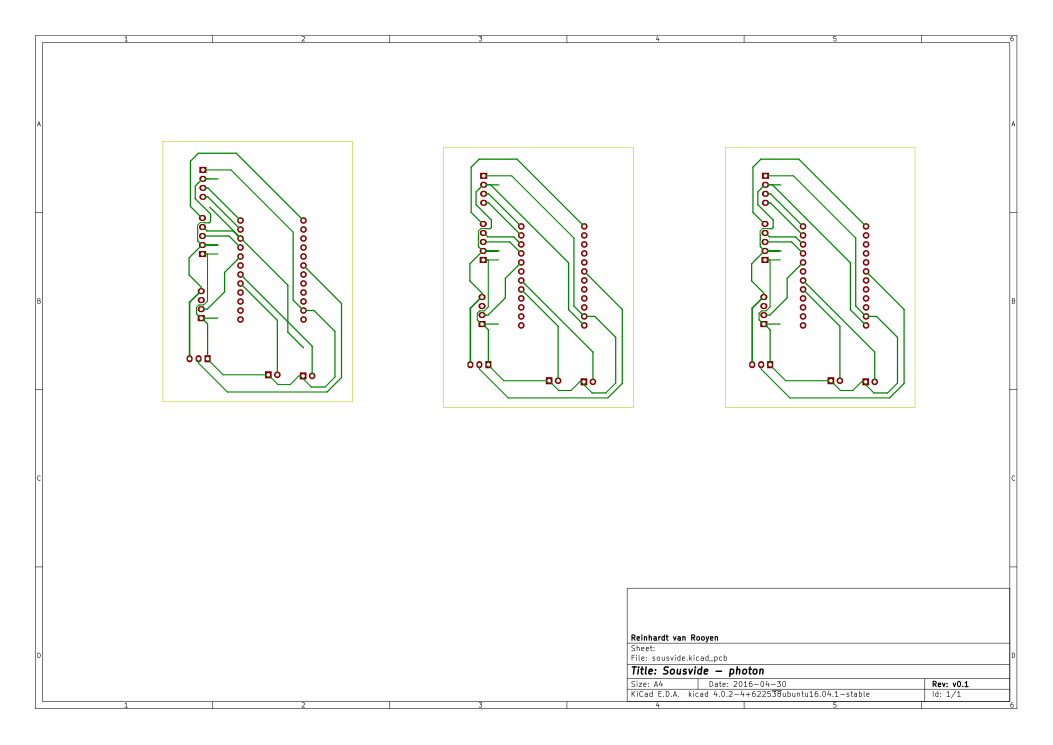 1 2 3 4 5 6
A A
B B
C C
D D
Reinhardt van Rooyen
Sheet:
File: sousvide.kicad_pcb
Title: Sousvide – photon
Size: A4 Date: 2016–04–30 Rev: v0.1
KiCad E.D.A. kicad 4.0.2–4+6225~38~ubuntu16.04.1–stable Id: 1/1
1 2 3 4 5 6